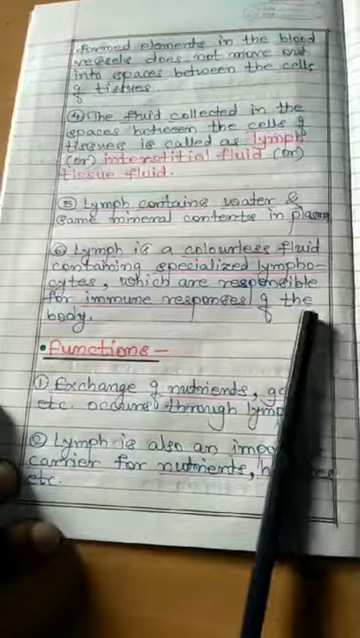 formed elements in the blood
vessels does not move out
into spaces between the cells
of tissues.
④ The fluid collected in the
spaces between the cells of
tissues is called as lymph
(or) interstitial fluid (or)
tissue fluid.
⑤ Lymph contains water &
same mineral contents in
⑥ Lymph is a colourless fluid
containing specialized lympho-
cytes, which are responsible
for immune responses of the
body.
• Functions -
① Exchange of nutrients,
etc. occurs through
② Lymph is also an
carrier for nutrients,
etc.